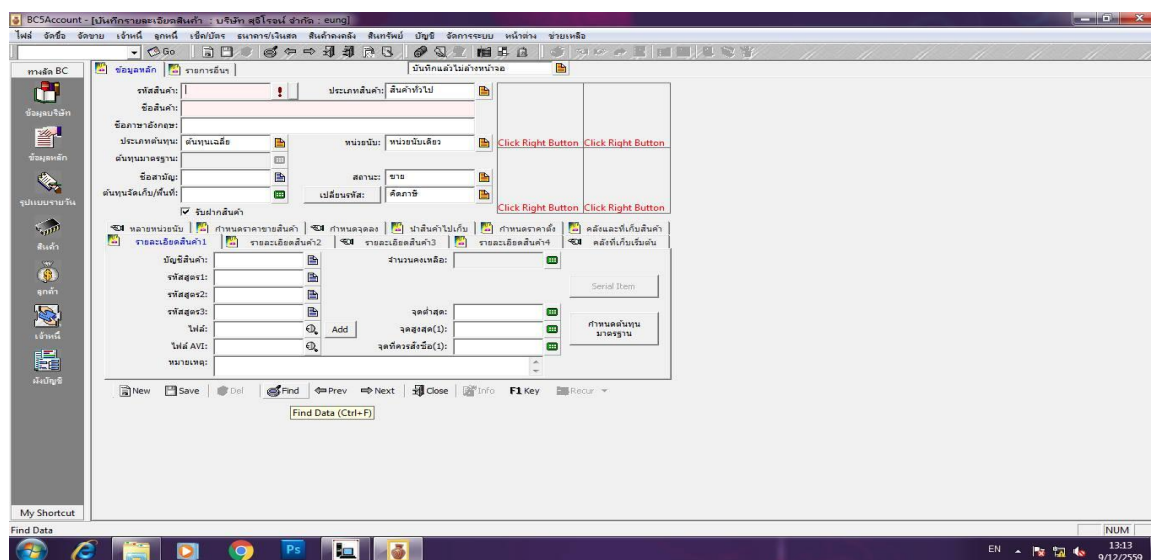 BC5Account - [บันทึกรายละเอียดสินค้า : บริษัท สุธีโรจน์ จำกัด : eung]
ไฟล์ จัดซื้อ จัดขาย เจ้าหนี้ ลูกหนี้ เช็ค/บัตร ธนาคาร/เงินสด สินค้าคงคลัง สินทรัพย์ บัญชี จัดการระบบ หน้าต่าง ช่วยเหลือ
Go
ทางลัด BC
ข้อมูลหลัก รายการอื่นๆ บันทึกแล้วไม่ล้างหน้าจอ
รหัสสินค้า: ประเภทสินค้า: สินค้าทั่วไป
ข้อมูลบริษัท
ชื่อสินค้า:
ชื่อภาษาอังกฤษ:
ประเภทต้นทุน: ต้นทุนเฉลี่ย หน่วยนับ: หน่วยนับเดียว Click Right Button Click Right Button
ข้อมูลหลัก
ต้นทุนมาตรฐาน:
ชื่อสามัญ: สถานะ: ขาย
ต้นทุนจัดเก็บ/พื้นที่: เปลี่ยนรหัส: คิดภาษี
รูปแบบรายวัน
รับฝากสินค้า Click Right Button Click Right Button
หลายหน่วยนับ กำหนดราคาขายสินค้า กำหนดจุดจอง นำสินค้าไปเก็บ กำหนดราคาตั้ง คลังและที่เก็บสินค้า
รายละเอียดสินค้า1 รายละเอียดสินค้า2 รายละเอียดสินค้า3 รายละเอียดสินค้า4 คลังที่เก็บเริ่มต้น
สินค้า
บัญชีสินค้า: จำนวนคงเหลือ:
รหัสสูตร1:
Serial Item
ลูกค้า
รหัสสูตร2:
รหัสสูตร3: จุดต่ำสุด:
ไฟล์: Add จุดสูงสุด(1): กำหนดต้นทุน
มาตรฐาน
เจ้าหนี้
ไฟล์ AVI: จุดที่ควรสั่งซื้อ(1):
หมายเหตุ:
ผังบัญชี
New Save Del Find Prev Next Close Info F1 Key Recur
Find Data (Ctrl+F)
My Shortcut
Find Data NUM
Ps EN 13:13
9/12/2559